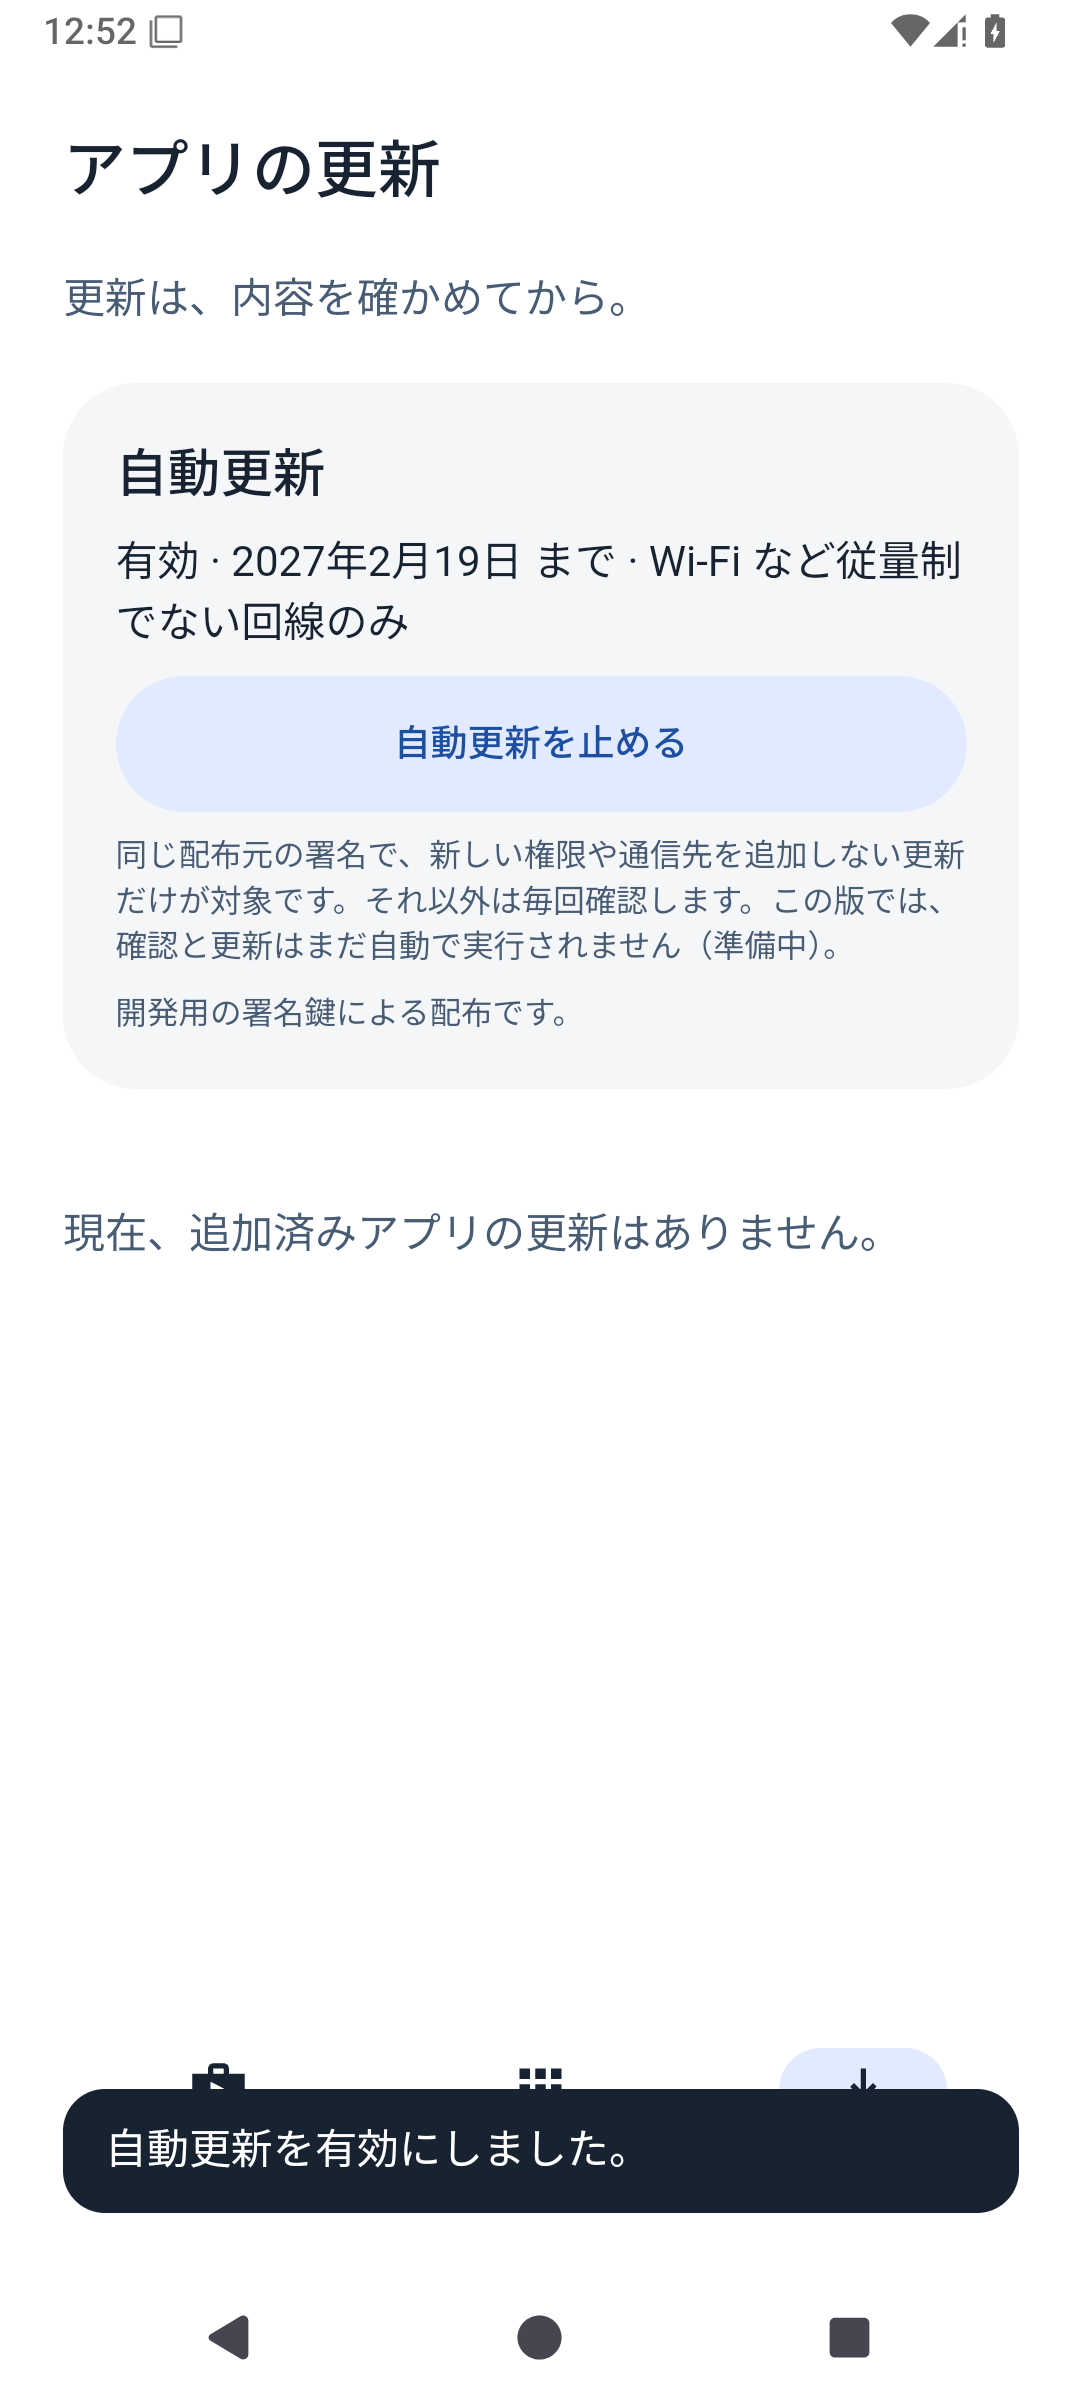 12:52
アプリの更新
更新は、内容を確かめてから。
自動更新
有効 · 2027年2月19日 まで · Wi-Fi など従量制
でない回線のみ
自動更新を止める
同じ配布元の署名で、新しい権限や通信先を追加しない更新
だけが対象です。それ以外は毎回確認します。この版では、
確認と更新はまだ自動で実行されません（準備中）。
開発用の署名鍵による配布です。
現在、追加済みアプリの更新はありません。
自動更新を有効にしました。